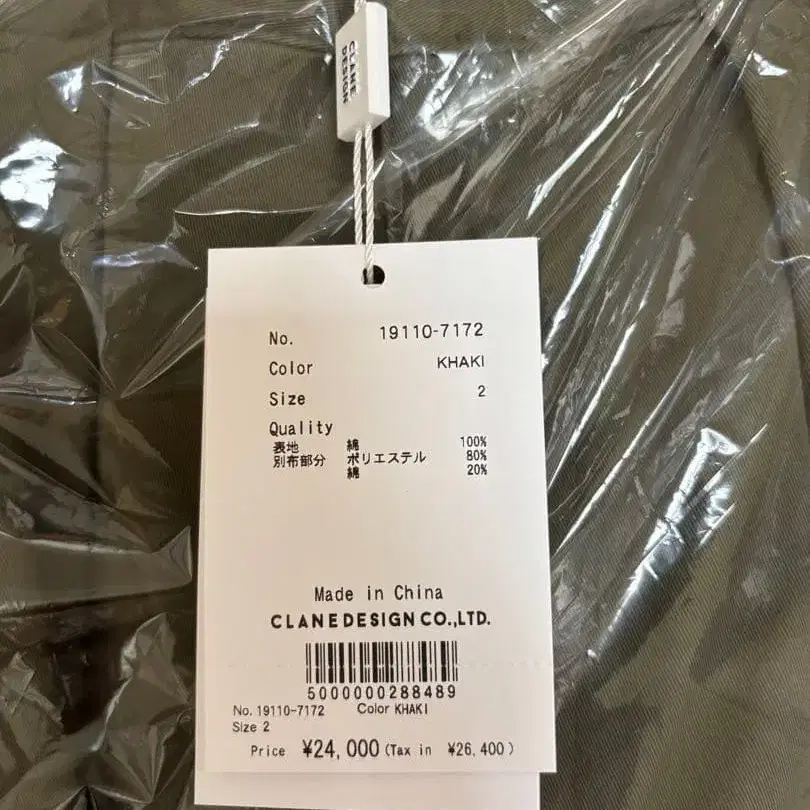 CLANE
DESIGN
No. 19110-7172
Color KHAKI
Size 2
Quality
表地 綿 100%
別布部分 ポリエステル 80%
綿 20%
Made in China
CLANEDESIGN CO.,LTD.
5000000288489
No. 19110-7172 Color KHAKI
Size 2
Price ¥24,000 (Tax in ¥26,400)